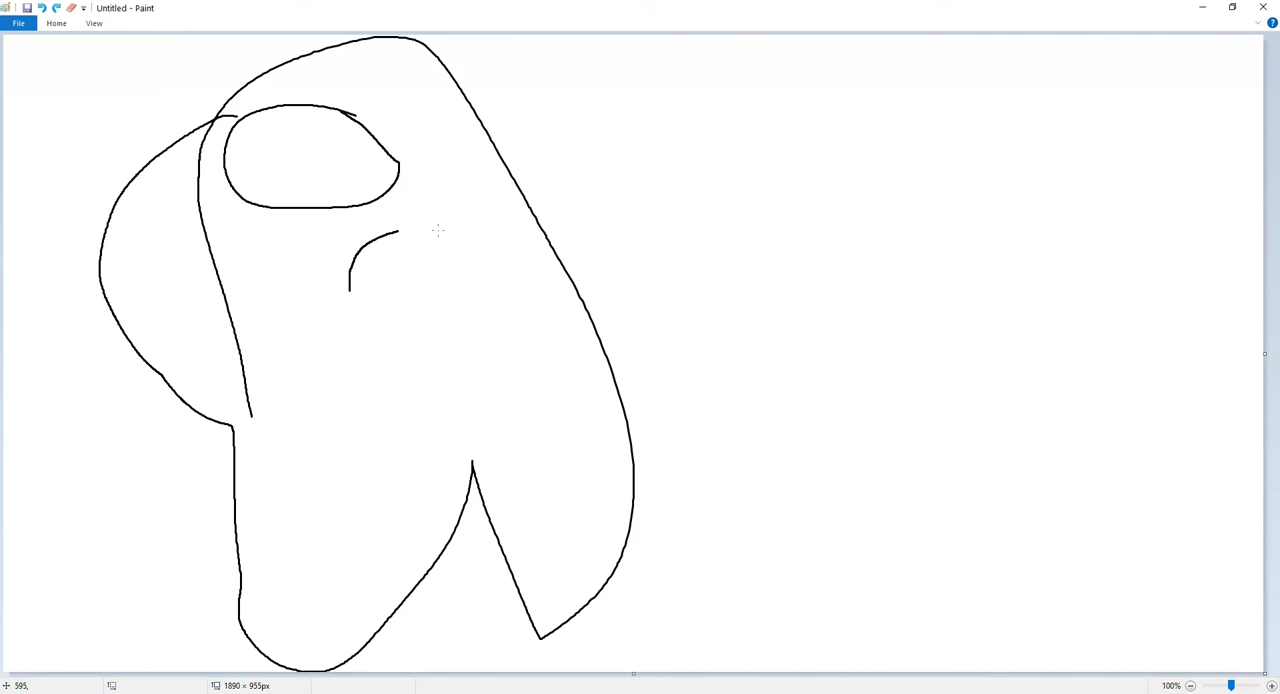 Untitled - Paint
File Home View
595,
1890 × 955px
100%